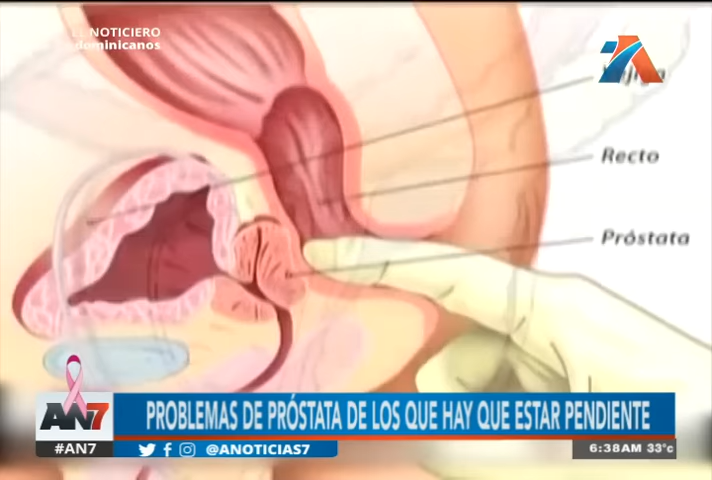 EL NOTICIERO
dominicanos
Recto
Próstata
AN7
PROBLEMAS DE PRÓSTATA DE LOS QUE HAY QUE ESTAR PENDIENTE
#AN7
@ANOTICIAS7
6:38AM 33°c